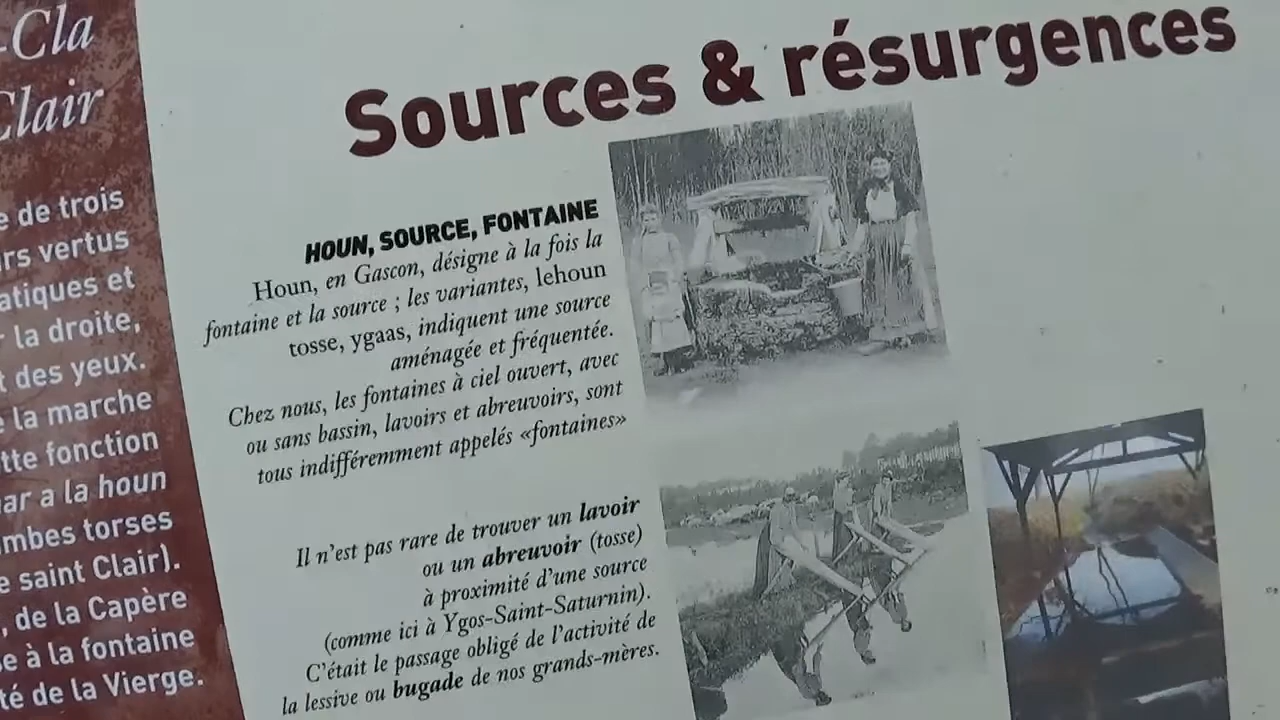 -Cla
Clair
e de trois
rs vertus
atiques et
r la droite,
t des yeux.
e la marche
tte fonction
ar a la houn
mbes torses
e saint Clair).
, de la Capère
e à la fontaine
té de la Vierge.
Sources & résurgences
HOUN, SOURCE, FONTAINE
Houn, en Gascon, désigne à la fois la
fontaine et la source ; les variantes, lehoun
tosse, ygaas, indiquent une source
aménagée et fréquentée.
Chez nous, les fontaines à ciel ouvert, avec
ou sans bassin, lavoirs et abreuvoirs, sont
tous indifféremment appelés «fontaines»
Il n'est pas rare de trouver un lavoir
ou un abreuvoir (tosse)
à proximité d'une source
(comme ici à Ygos-Saint-Saturnin).
C'était le passage obligé de l'activité de
la lessive ou bugade de nos grands-mères.